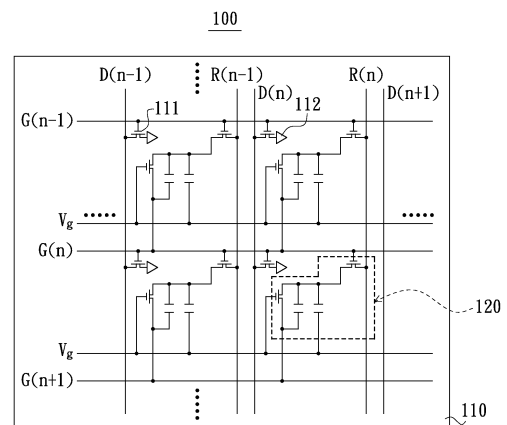 100
D(n-1) R(n-1) R(n)
D(n) D(n+1)
111 112
G(n-1)
Vg
G(n)
120
Vg
G(n+1)
110